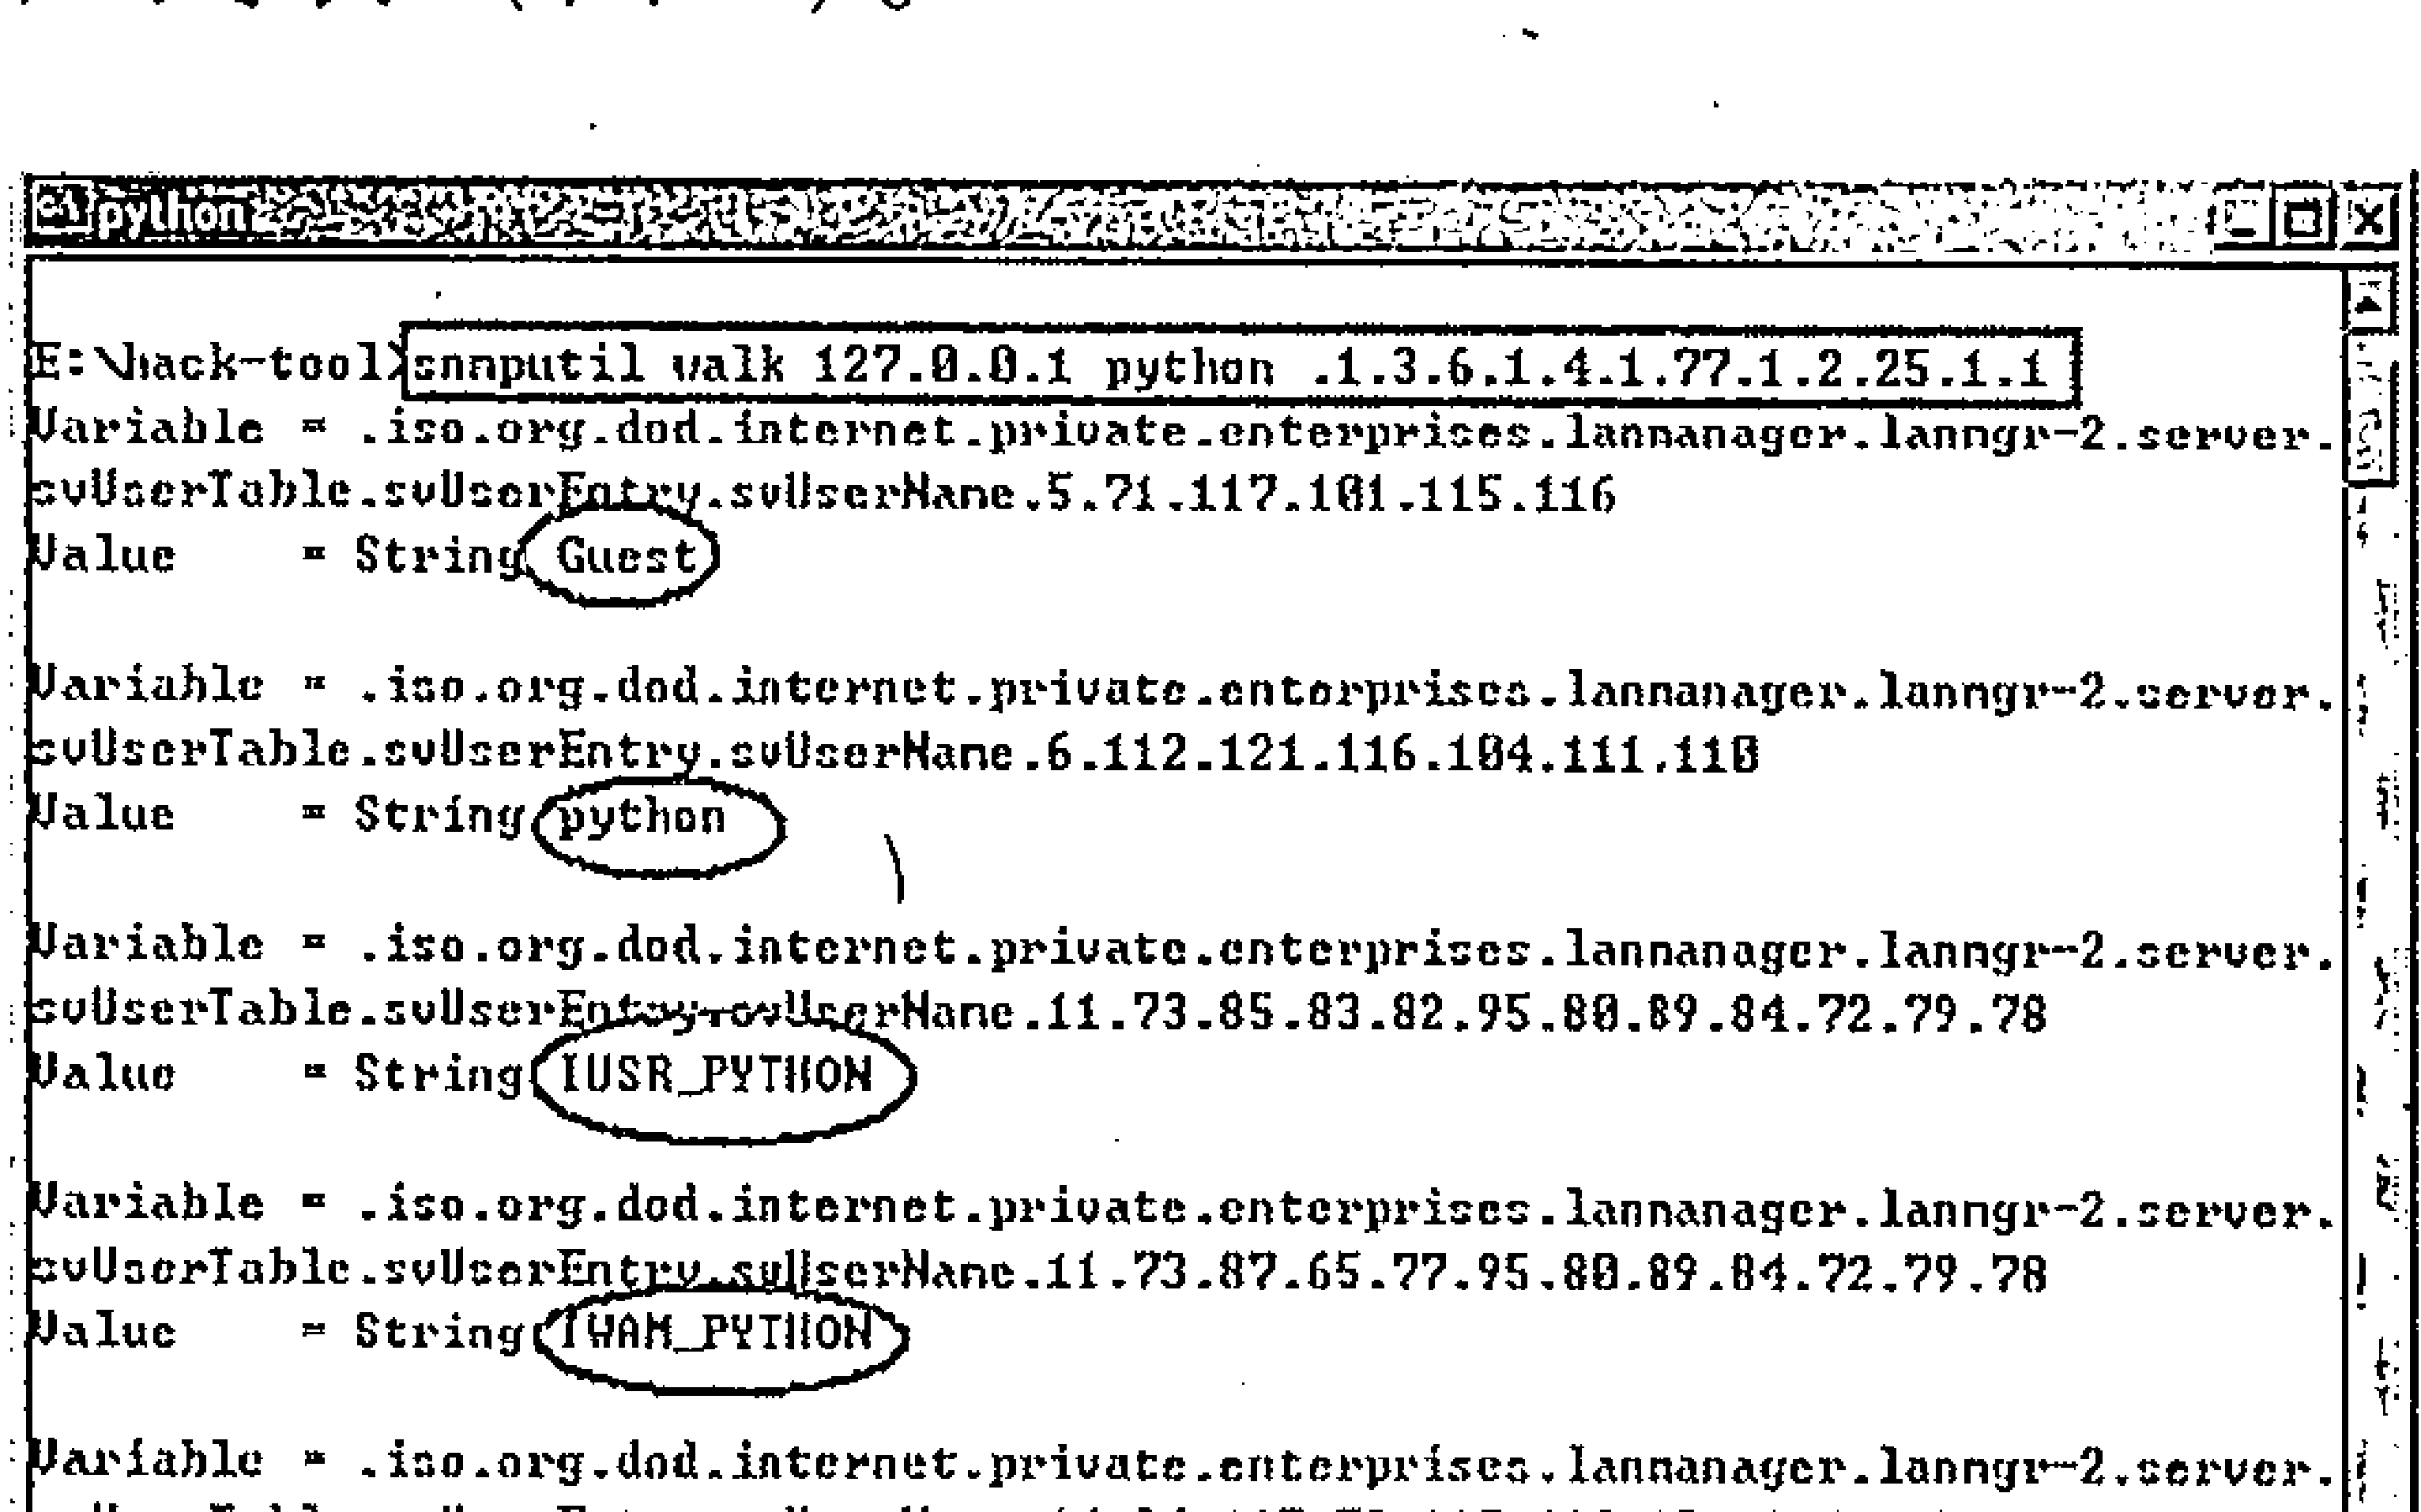 python
E:\hack-tool>snmputil walk 127.0.0.1 python .1.3.6.1.4.1.77.1.2.25.1.1
Variable = .iso.org.dod.internet.private.enterprises.lanmanager.lanmgr-2.server.
svUserTable.svUserEntry.svUserName.5.71.117.101.115.116
Value = String Guest
Variable = .iso.org.dod.internet.private.enterprises.lanmanager.lanmgr-2.server.
svUserTable.svUserEntry.svUserName.6.112.121.116.104.111.110
Value = String python
Variable = .iso.org.dod.internet.private.enterprises.lanmanager.lanmgr-2.server.
svUserTable.svUserEntry.svUserName.11.73.85.83.82.95.80.89.84.72.79.78
Value = String IUSR_PYTHON
Variable = .iso.org.dod.internet.private.enterprises.lanmanager.lanmgr-2.server.
svUserTable.svUserEntry.svUserName.11.73.87.65.77.95.80.89.84.72.79.78
Value = String IWAM_PYTHON
Variable = .iso.org.dod.internet.private.enterprises.lanmanager.lanmgr-2.server.